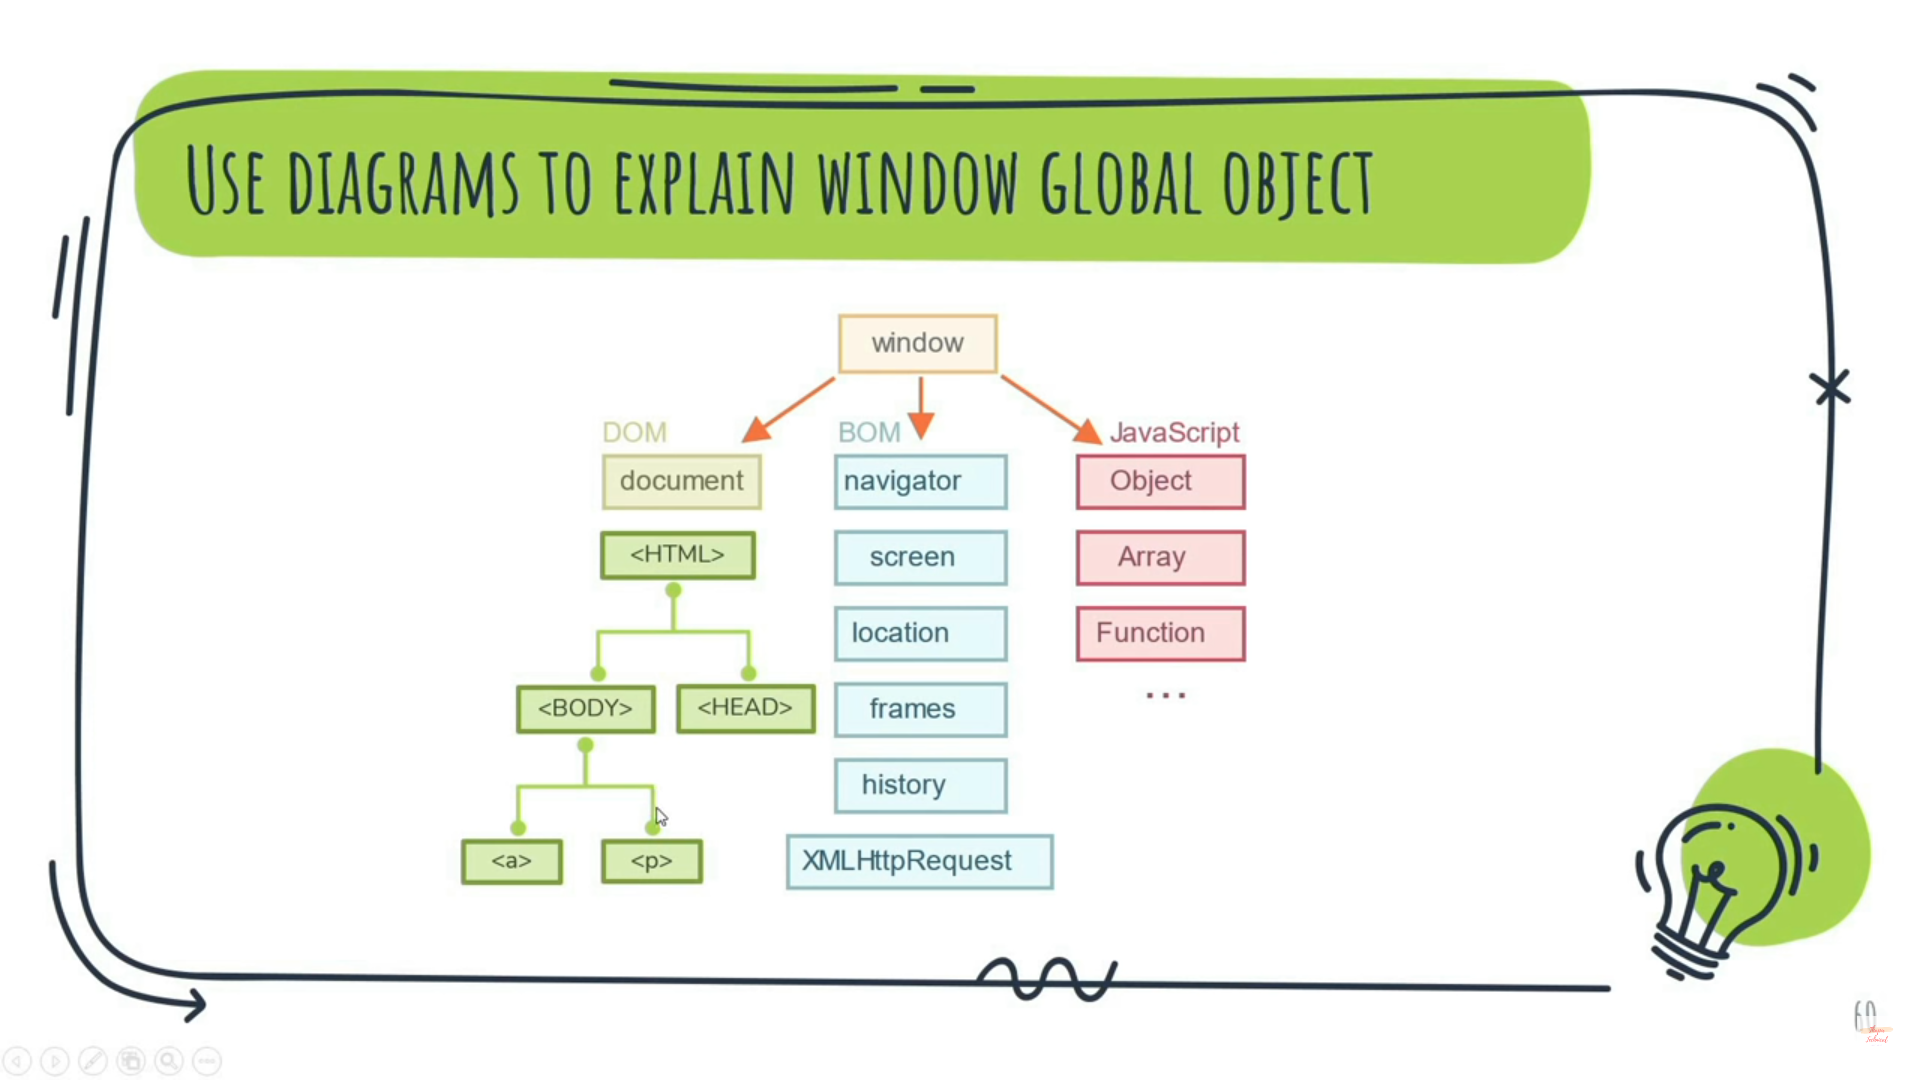 Use diagrams to explain window global object
window
DOM
BOM
JavaScript
document
navigator
Object
<HTML>
screen
Array
location
Function
<BODY>
<HEAD>
frames
...
history
<a>
<p>
XMLHttpRequest
60